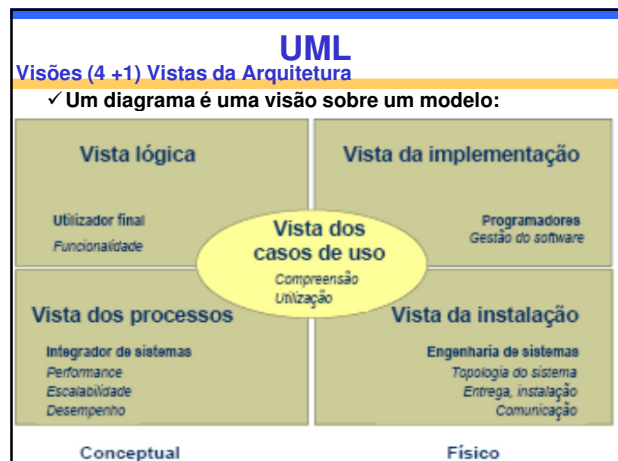 UML
Visões (4 +1) Vistas da Arquitetura
✓ Um diagrama é uma visão sobre um modelo:
Vista lógica
Utilizador final
Funcionalidade
Vista da implementação
Programadores
Gestão do software
Vista dos
casos de uso
Compreensão
Utilização
Vista dos processos
Integrador de sistemas
Performance
Escalabilidade
Desempenho
Vista da instalação
Engenharia de sistemas
Topologia do sistema
Entrega, instalação
Comunicação
Conceptual
Físico